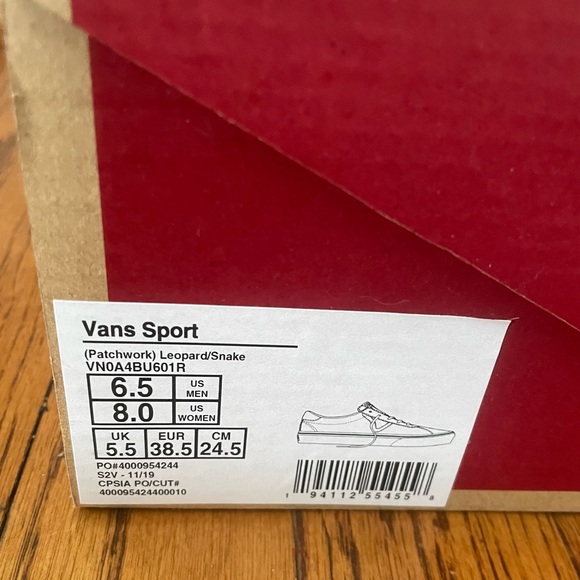 Vans Sport
(Patchwork) Leopard/Snake
VN0A4BU601R
6.5 US MEN
8.0 US WOMEN
UK EUR CM
5.5 38.5 24.5
PO#4000954244
S2V - 11/19
CPSIA PO/CUT#
400095424400010
1 94112 55455 8